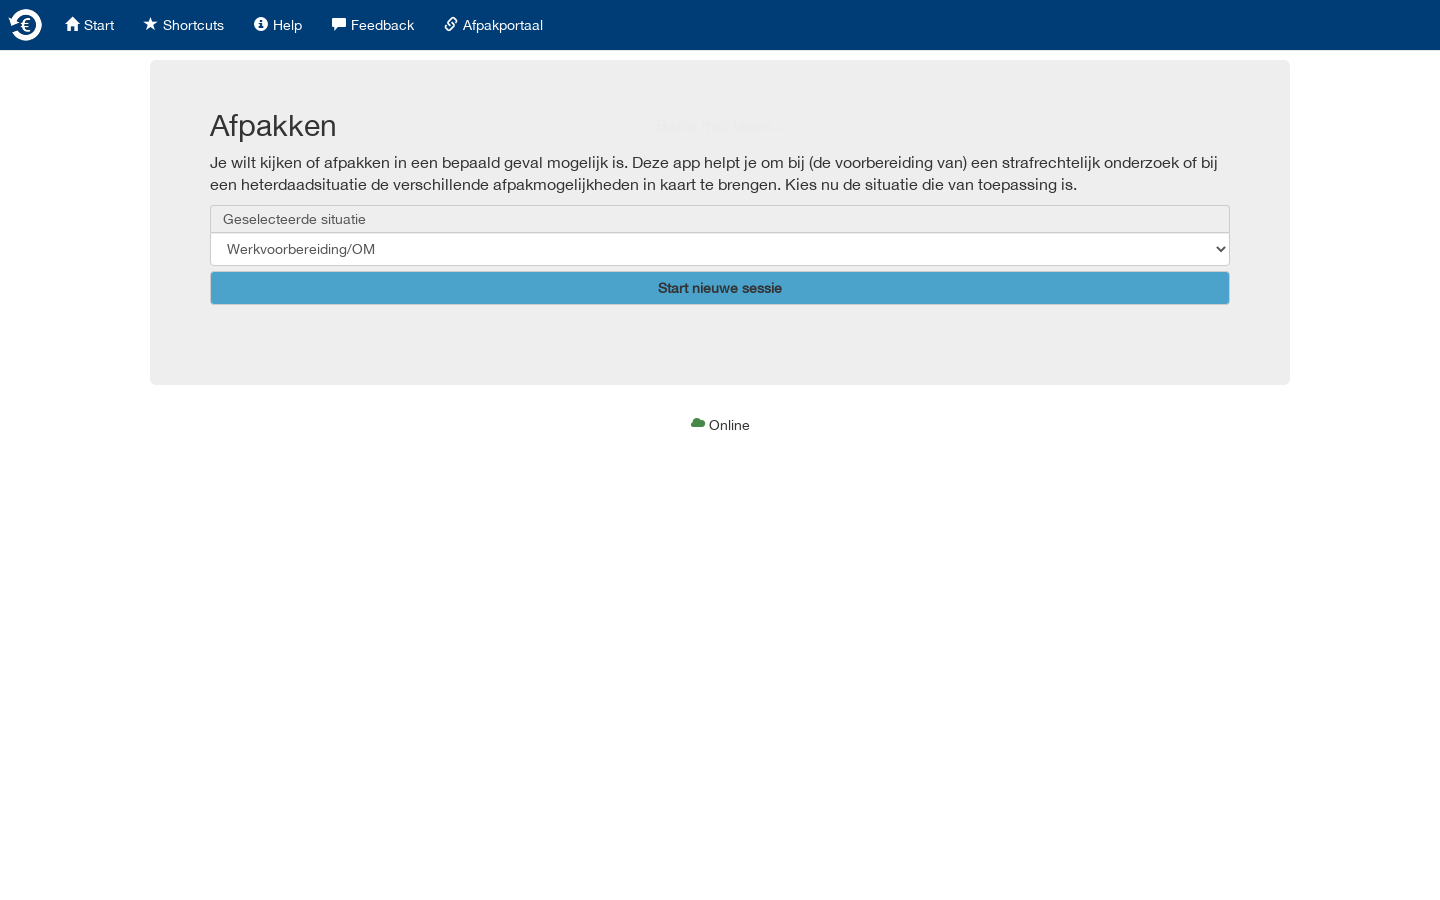 Start
Shortcuts
Help
Feedback
Afpakportaal
Afpakken
Je wilt kijken of afpakken in een bepaald geval mogelijk is. Deze app helpt je om bij (de voorbereiding van) een strafrechtelijk onderzoek of bij
een heterdaadsituatie de verschillende afpakmogelijkheden in kaart te brengen. Kies nu de situatie die van toepassing is.
Geselecteerde situatie
Werkvoorbereiding/OM
Start nieuwe sessie
Online